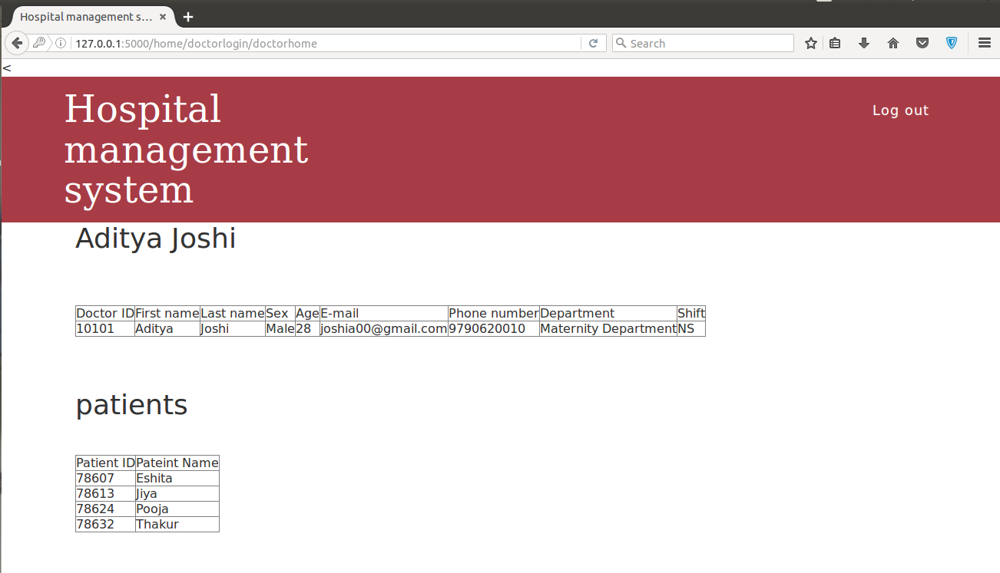 Hospital management s...
127.0.0.1:5000/home/doctorlogin/doctorhome
Search
<
Hospital
management
system
Log out
Aditya Joshi
Doctor ID First name Last name Sex Age E-mail Phone number Department Shift
10101 Aditya Joshi Male 28 joshia00@gmail.com 9790620010 Maternity Department NS
patients
Patient ID Pateint Name
78607 Eshita
78613 Jiya
78624 Pooja
78632 Thakur